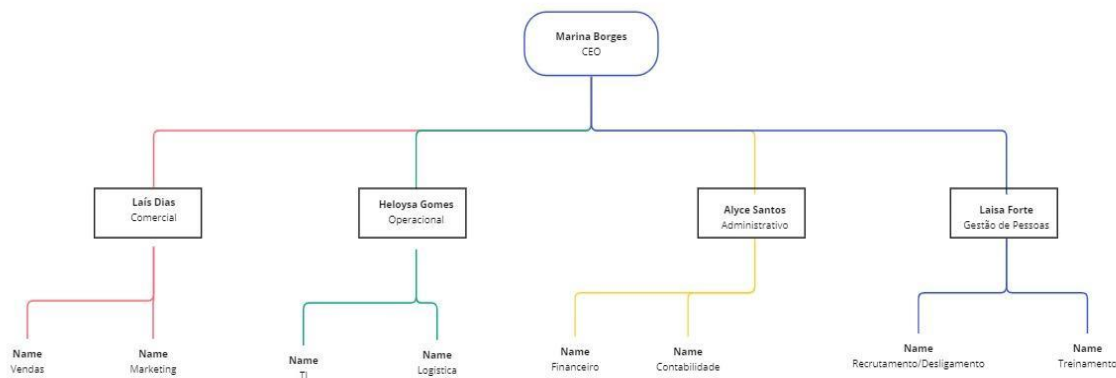 Marina Borges
CEO
Laís Dias
Comercial
Heloysa Gomes
Operacional
Alyce Santos
Administrativo
Laisa Forte
Gestão de Pessoas
Name
Vendas
Name
Marketing
Name
TI
Name
Logistica
Name
Financeiro
Name
Contabilidade
Name
Recrutamento/Desligamento
Name
Treinamento